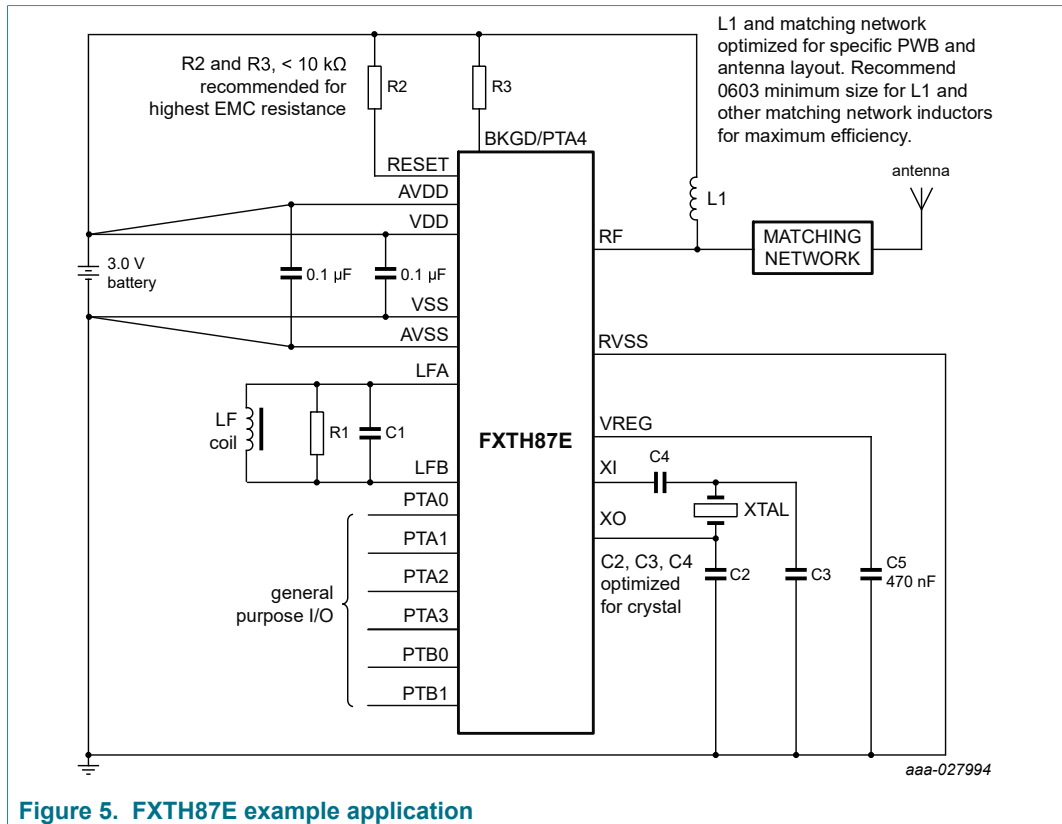 L1 and matching network
optimized for specific PWB and
antenna layout. Recommend
0603 minimum size for L1 and
other matching network inductors
for maximum efficiency.
R2 and R3, < 10 kΩ
recommended for
highest EMC resistance
R2
R3
BKGD/PTA4
RESET
AVDD
VDD
3.0 V
battery
0.1 µF
0.1 µF
VSS
AVSS
LFA
LF
coil
R1
C1
LFB
PTA0
PTA1
PTA2
PTA3
PTB0
PTB1
general
purpose I/O
FXTH87E
antenna
L1
RF
MATCHING
NETWORK
RVSS
VREG
XI
C4
XTAL
XO
C2, C3, C4
optimized
for crystal
C2
C3
C5
470 nF
aaa-027994
Figure 5. FXTH87E example application